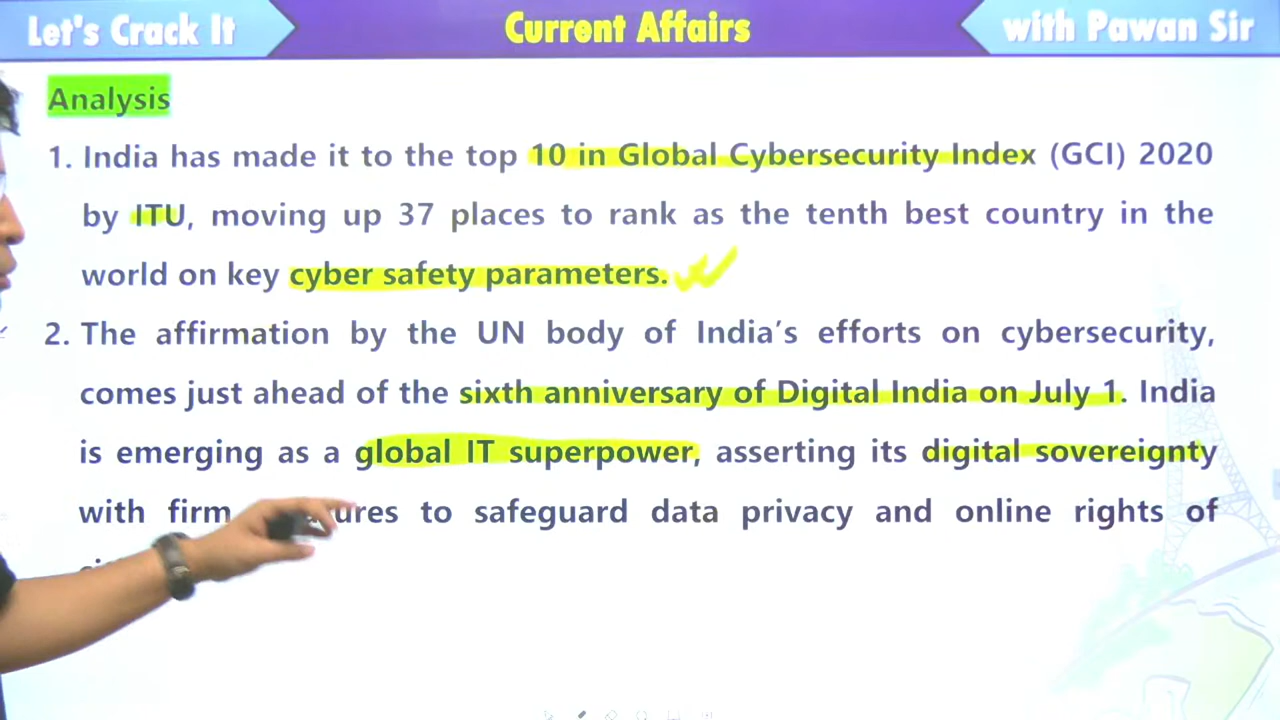 Let's Crack It
Current Affairs
with Pawan Sir
Analysis
1. India has made it to the top 10 in Global Cybersecurity Index (GCI) 2020
by ITU, moving up 37 places to rank as the tenth best country in the
world on key cyber safety parameters.
2. The affirmation by the UN body of India's efforts on cybersecurity,
comes just ahead of the sixth anniversary of Digital India on July 1. India
is emerging as a global IT superpower, asserting its digital sovereignty
with firm to safeguard data privacy and online rights of